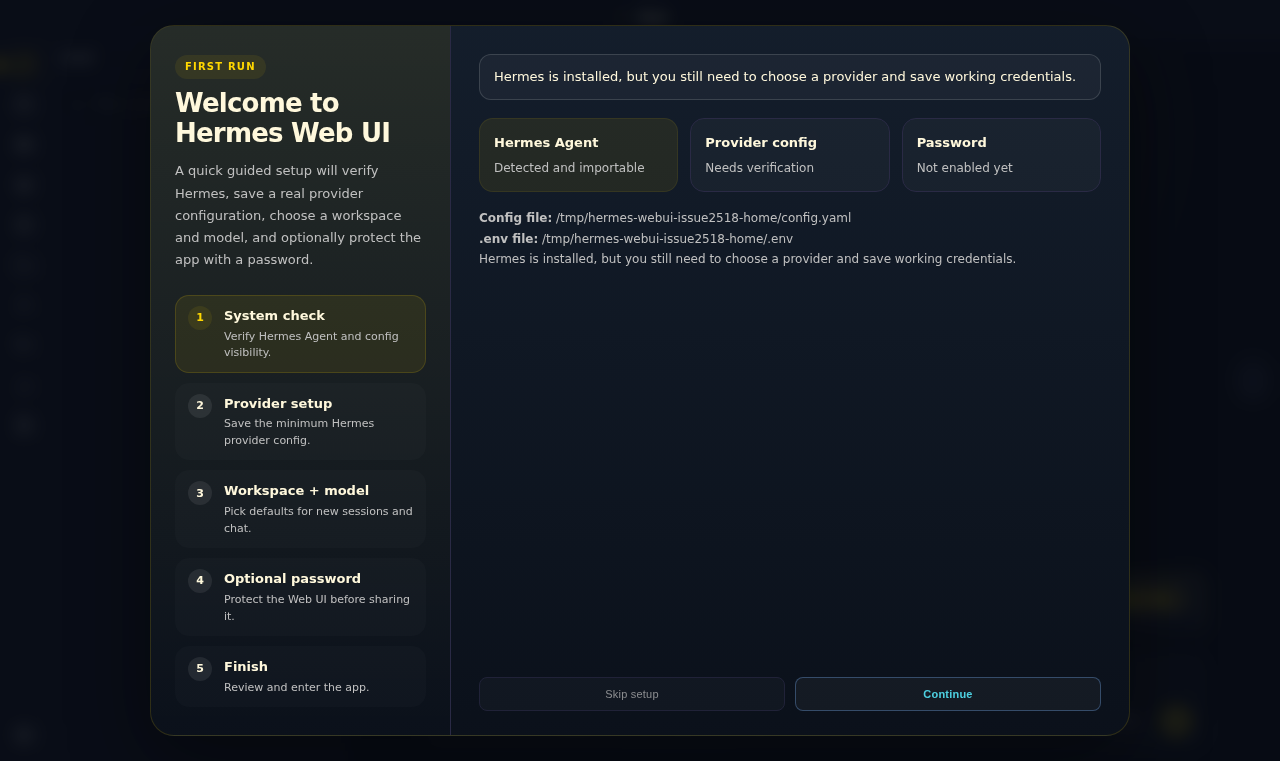 FIRST RUN
Welcome to
Hermes Web UI
A quick guided setup will verify
Hermes, save a real provider
configuration, choose a workspace
and model, and optionally protect the
app with a password.
1
System check
Verify Hermes Agent and config
visibility.
2
Provider setup
Save the minimum Hermes
provider config.
3
Workspace + model
Pick defaults for new sessions and
chat.
4
Optional password
Protect the Web UI before sharing
it.
5
Finish
Review and enter the app.
Hermes is installed, but you still need to choose a provider and save working credentials.
Hermes Agent
Detected and importable
Provider config
Needs verification
Password
Not enabled yet
Config file: /tmp/hermes-webui-issue2518-home/config.yaml
.env file: /tmp/hermes-webui-issue2518-home/.env
Hermes is installed, but you still need to choose a provider and save working credentials.
Skip setup
Continue